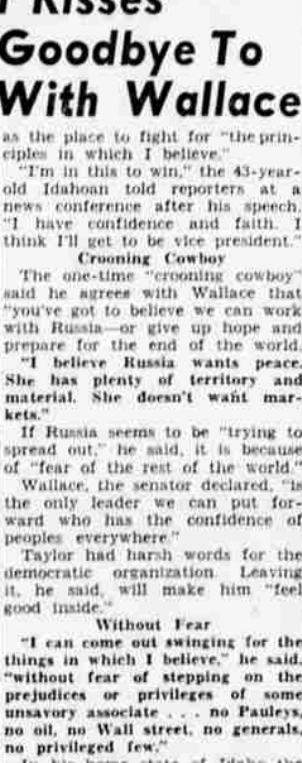 Kisses
Goodbye To
With Wallace
as the place to fight for "the prin-
ciples in which I believe."
"I'm in this to win," the 43-year-
old Idahoan told reporters at a
news conference after his speech.
"I have confidence and faith. I
think I'll get to be vice president."
Crooning Cowboy
The one-time "crooning cowboy"
said he agrees with Wallace that
"you've got to believe we can work
with Russia—or give up hope and
prepare for the end of the world.
"I believe Russia wants peace.
She has plenty of territory and
material. She doesn't want mar-
kets."
If Russia seems to be "trying to
spread out," he said, it is because
of "fear of the rest of the world."
Wallace, the senator declared, "is
the only leader we can put for-
ward who has the confidence of
peoples everywhere."
Taylor had harsh words for the
democratic organization. Leaving
it, he said, will make him "feel
good inside."
Without Fear
"I can come out swinging for the
things in which I believe," he said,
"without fear of stepping on the
prejudices or privileges of some
unsavory associate . . . no Pauleys,
no oil, no Wall street, no generals,
no privileged few."
In his home state of Idaho the